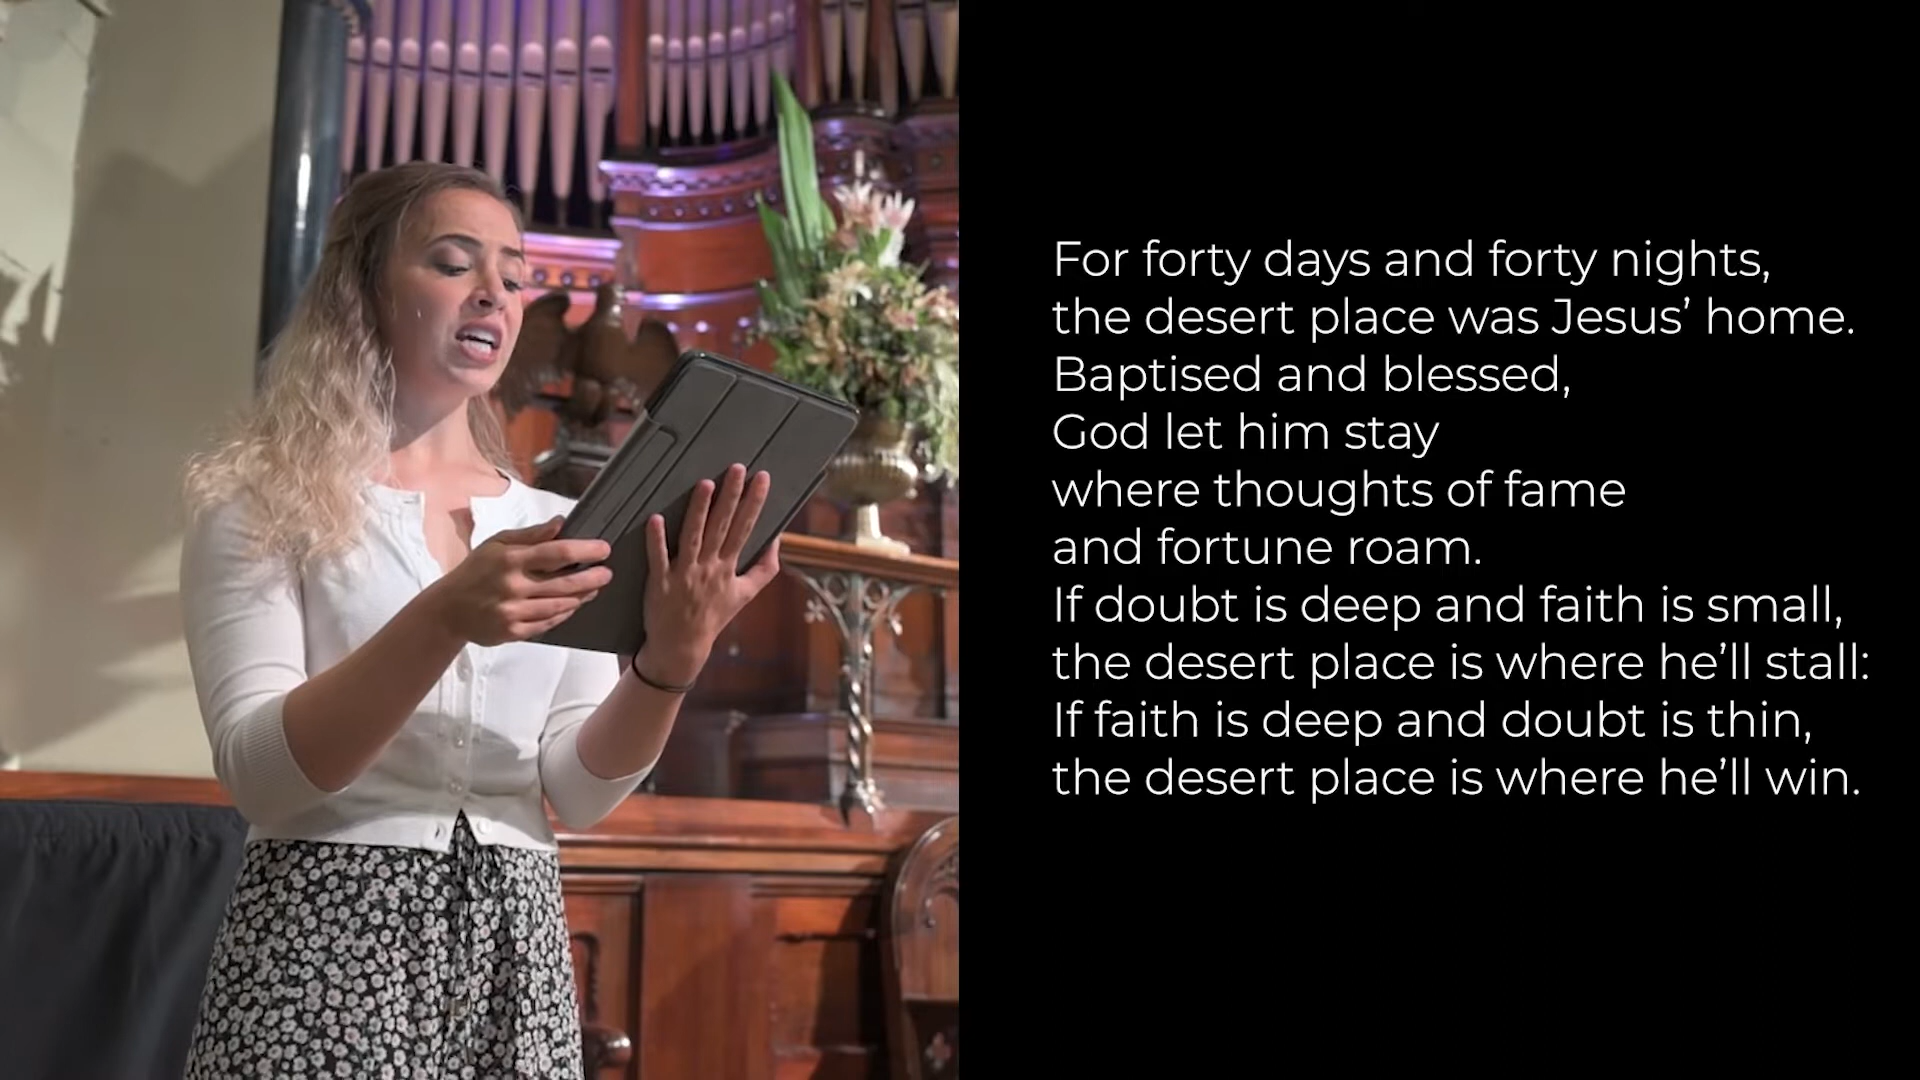 For forty days and forty nights,
the desert place was Jesus’ home.
Baptised and blessed,
God let him stay
where thoughts of fame
and fortune roam.
If doubt is deep and faith is small,
the desert place is where he’ll stall:
If faith is deep and doubt is thin,
the desert place is where he’ll win.